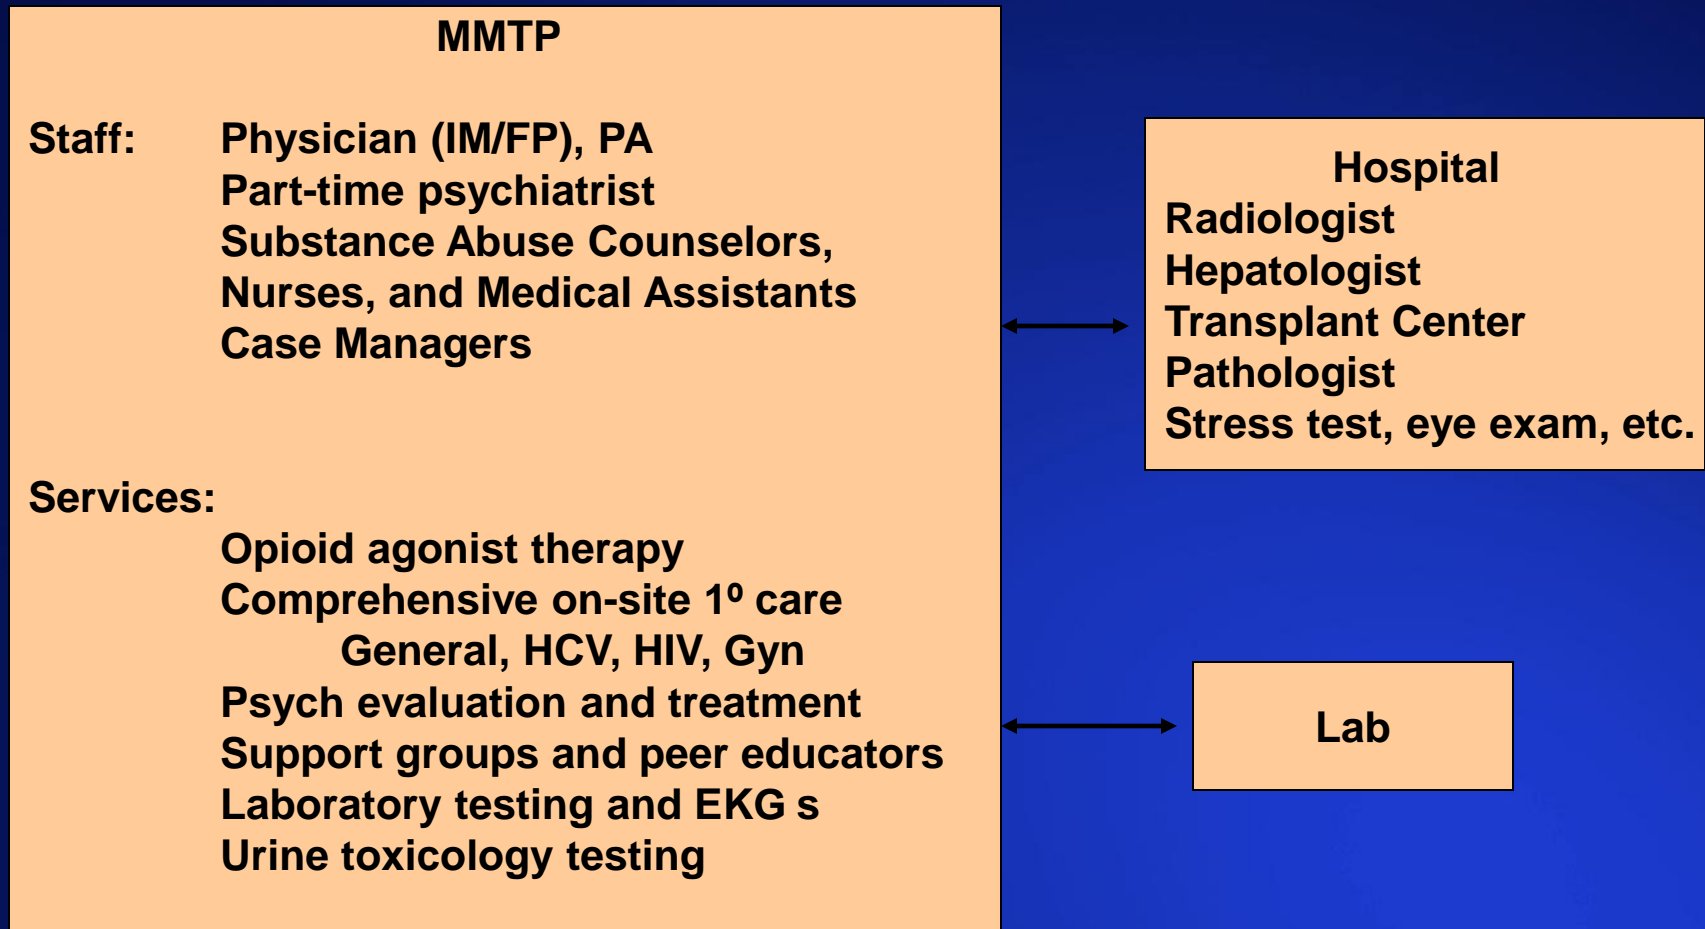 MMTP
Staff: Physician (IM/FP), PA
Part-time psychiatrist
Substance Abuse Counselors,
Nurses, and Medical Assistants
Case Managers
Services:
Opioid agonist therapy
Comprehensive on-site 1º care
General, HCV, HIV, Gyn
Psych evaluation and treatment
Support groups and peer educators
Laboratory testing and EKG s
Urine toxicology testing
Hospital
Radiologist
Hepatologist
Transplant Center
Pathologist
Stress test, eye exam, etc.
Lab